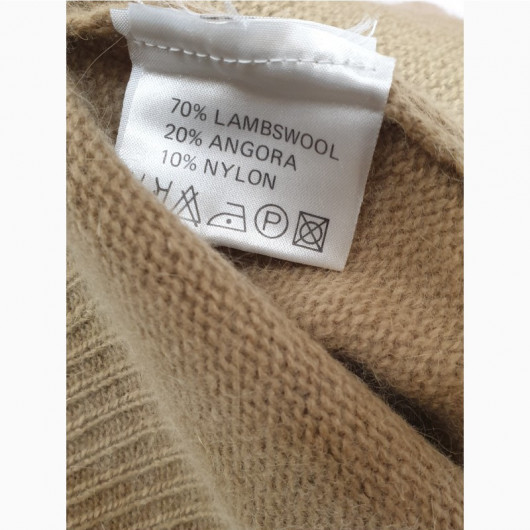 70% LAMBSWOOL
20% ANGORA
10% NYLON
P